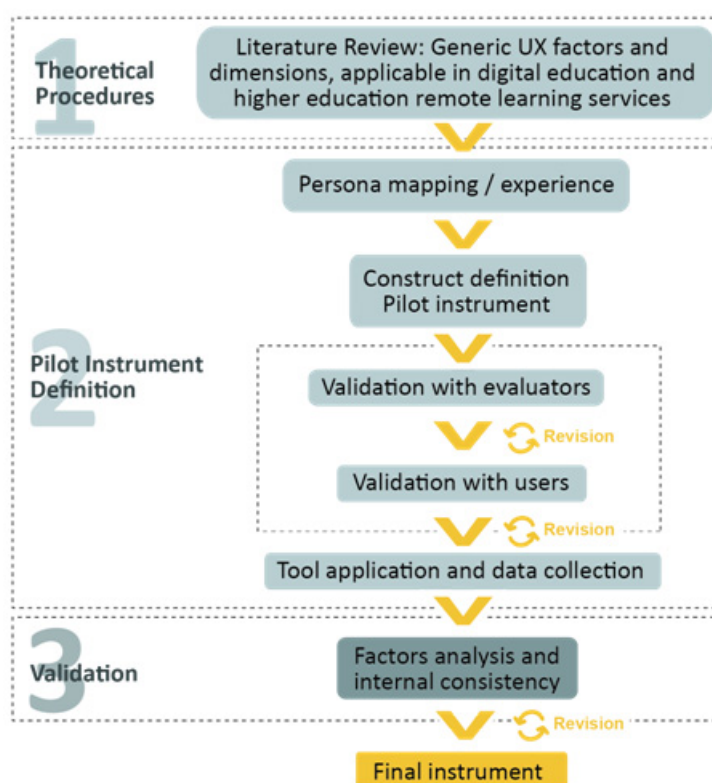 1
Theoretical
Procedures
Literature Review: Generic UX factors and
dimensions, applicable in digital education and
higher education remote learning services
2
Pilot Instrument
Definition
Persona mapping / experience
Construct definition
Pilot instrument
Validation with evaluators
Revision
Validation with users
Revision
Tool application and data collection
3
Validation
Factors analysis and
internal consistency
Revision
Final instrument